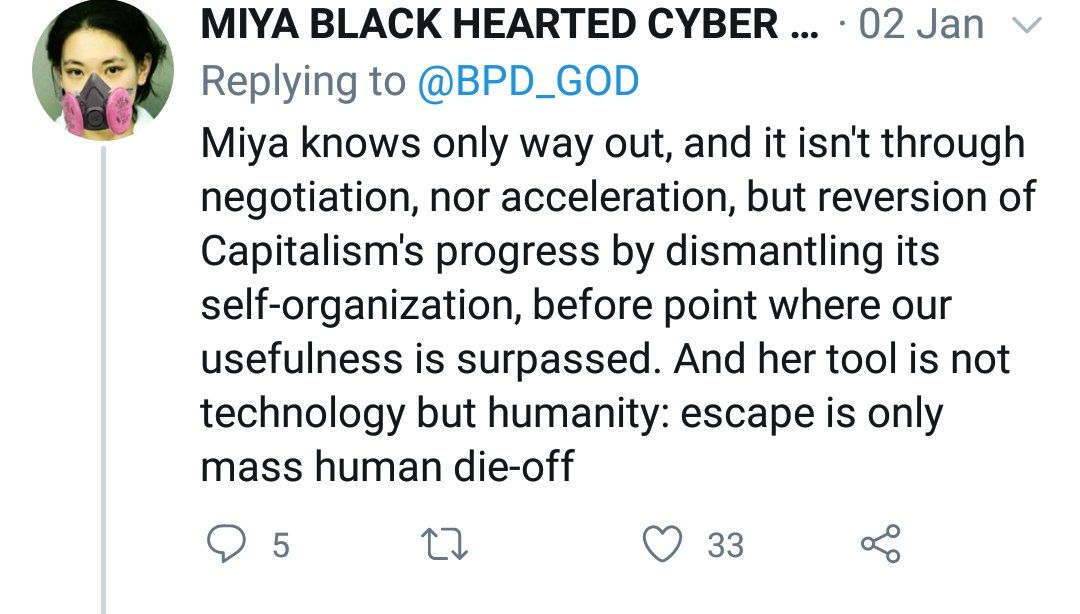 MIYA BLACK HEARTED CYBER ... · 02 Jan
Replying to @BPD_GOD
Miya knows only way out, and it isn't through
negotiation, nor acceleration, but reversion of
Capitalism's progress by dismantling its
self-organization, before point where our
usefulness is surpassed. And her tool is not
technology but humanity: escape is only
mass human die-off
5 33